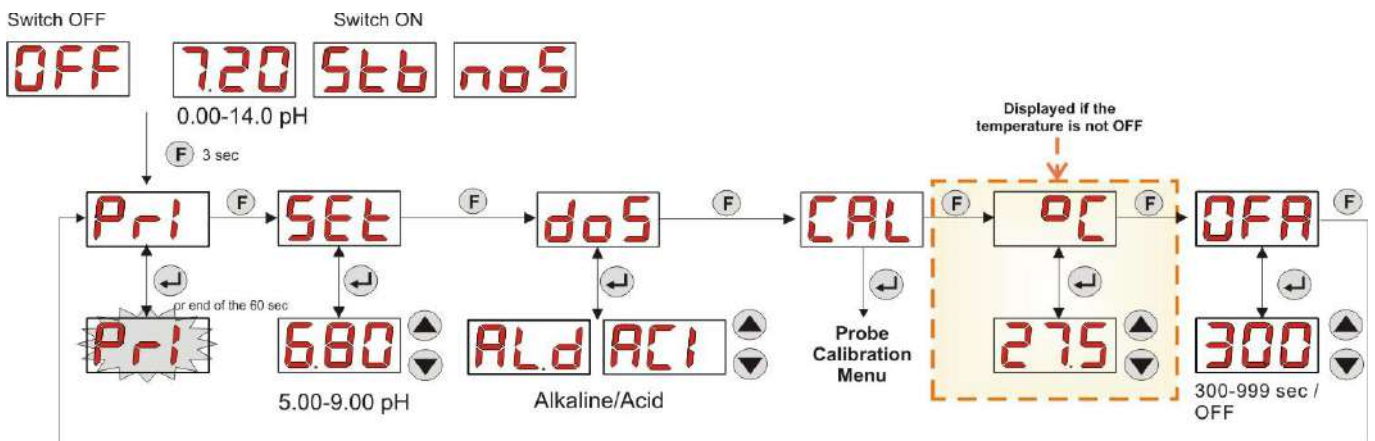 Switch OFF Switch ON
OFF 7.20 Stb noS
0.00-14.0 pH
Displayed if the
temperature is not OFF
F 3 sec
PrI F SEt F doS F CAL F °C F OFA F
or end of the 60 sec
PrI 6.80 AL.d ACI Probe
Calibration
Menu 27.5 300
5.00-9.00 pH Alkaline/Acid 300-999 sec /
OFF